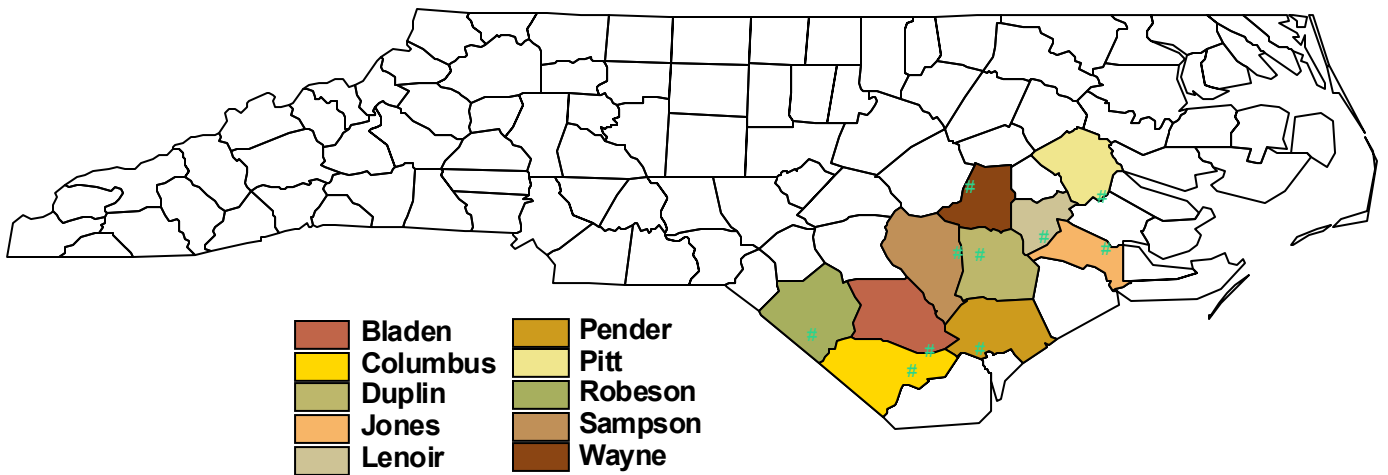 #
#
#
#
#
#
#
#
#
#
Bladen
Columbus
Duplin
Jones
Lenoir
Pender
Pitt
Robeson
Sampson
Wayne